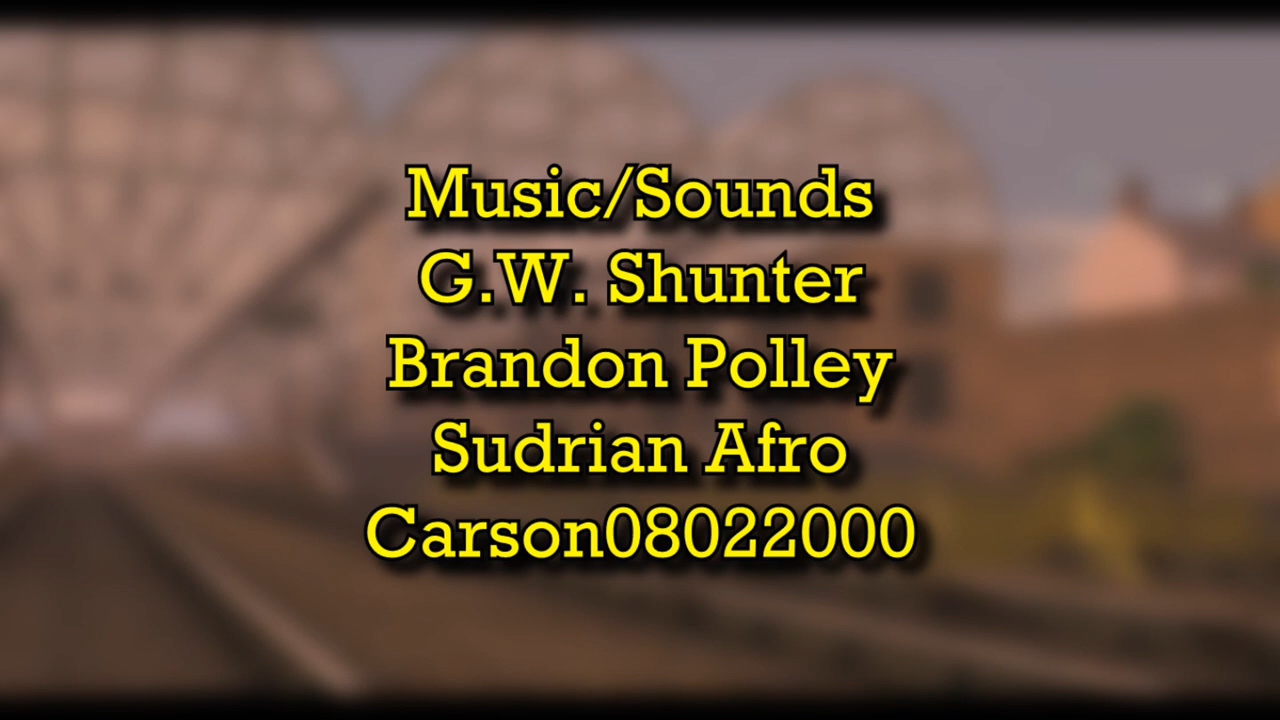 Music/Sounds
G.W. Shunter
Brandon Polley
Sudrian Afro
Carson08022000